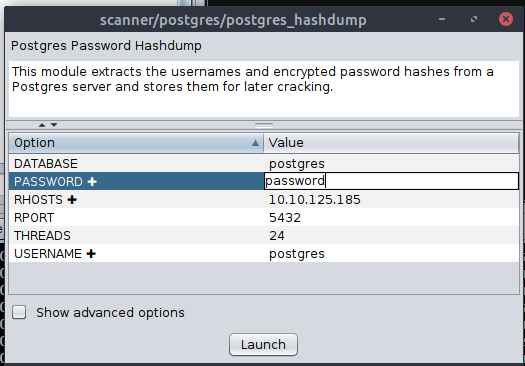 scanner/postgres/postgres_hashdump
Postgres Password Hashdump
This module extracts the usernames and encrypted password hashes from a
Postgres server and stores them for later cracking.
Option Value
DATABASE postgres
PASSWORD + password
RHOSTS + 10.10.125.185
RPORT 5432
THREADS 24
USERNAME + postgres
Show advanced options
Launch